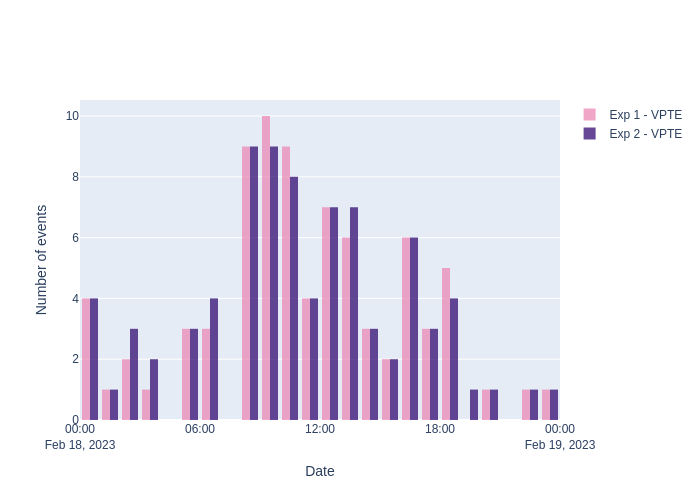 Exp 1 - VPTE
Exp 2 - VPTE
10
8
6
4
2
0
Number of events
00:00 06:00 12:00 18:00 00:00
Feb 18, 2023 Feb 19, 2023
Date